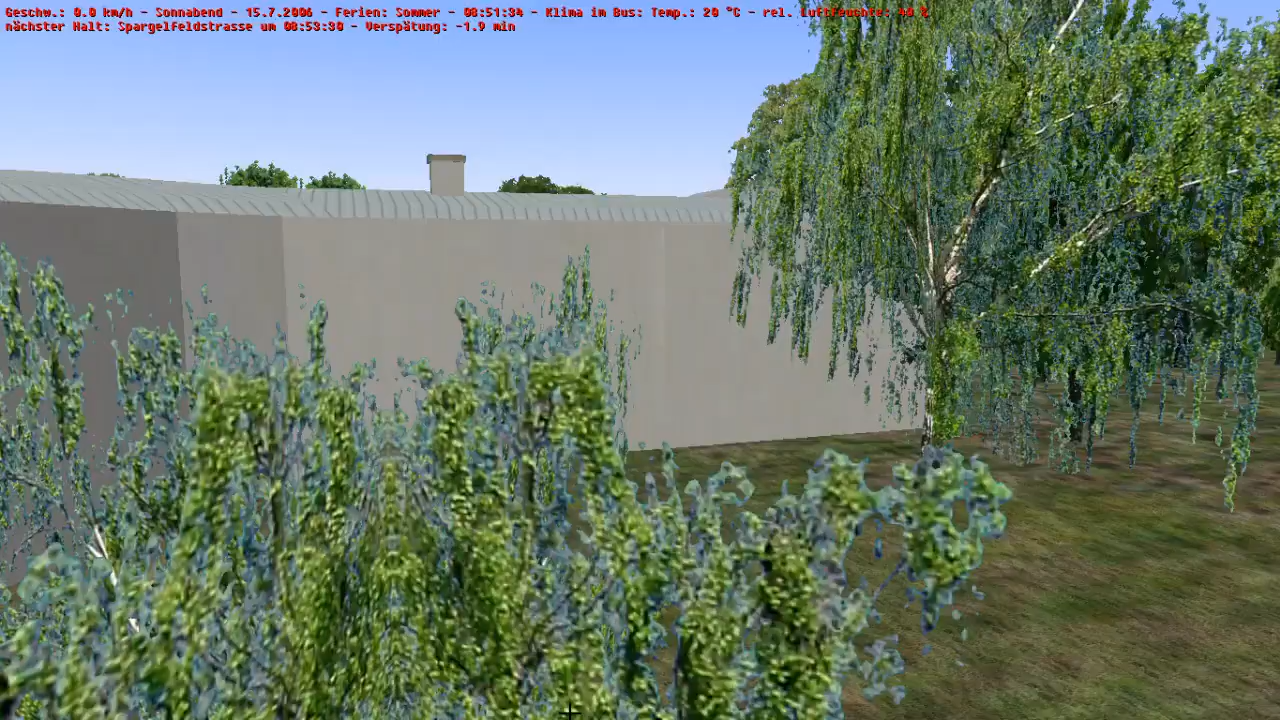 Geschw.: 0.0 km/h - Sonnabend - 15.7.2006 - Ferien: Sommer - 08:51:34 - Klima im Bus: Temp.: 20 °C - rel. Luftfeuchte: 40 %
nächster Halt: Spargelfeldstrasse um 08:53:30 - Verspätung: -1.9 min